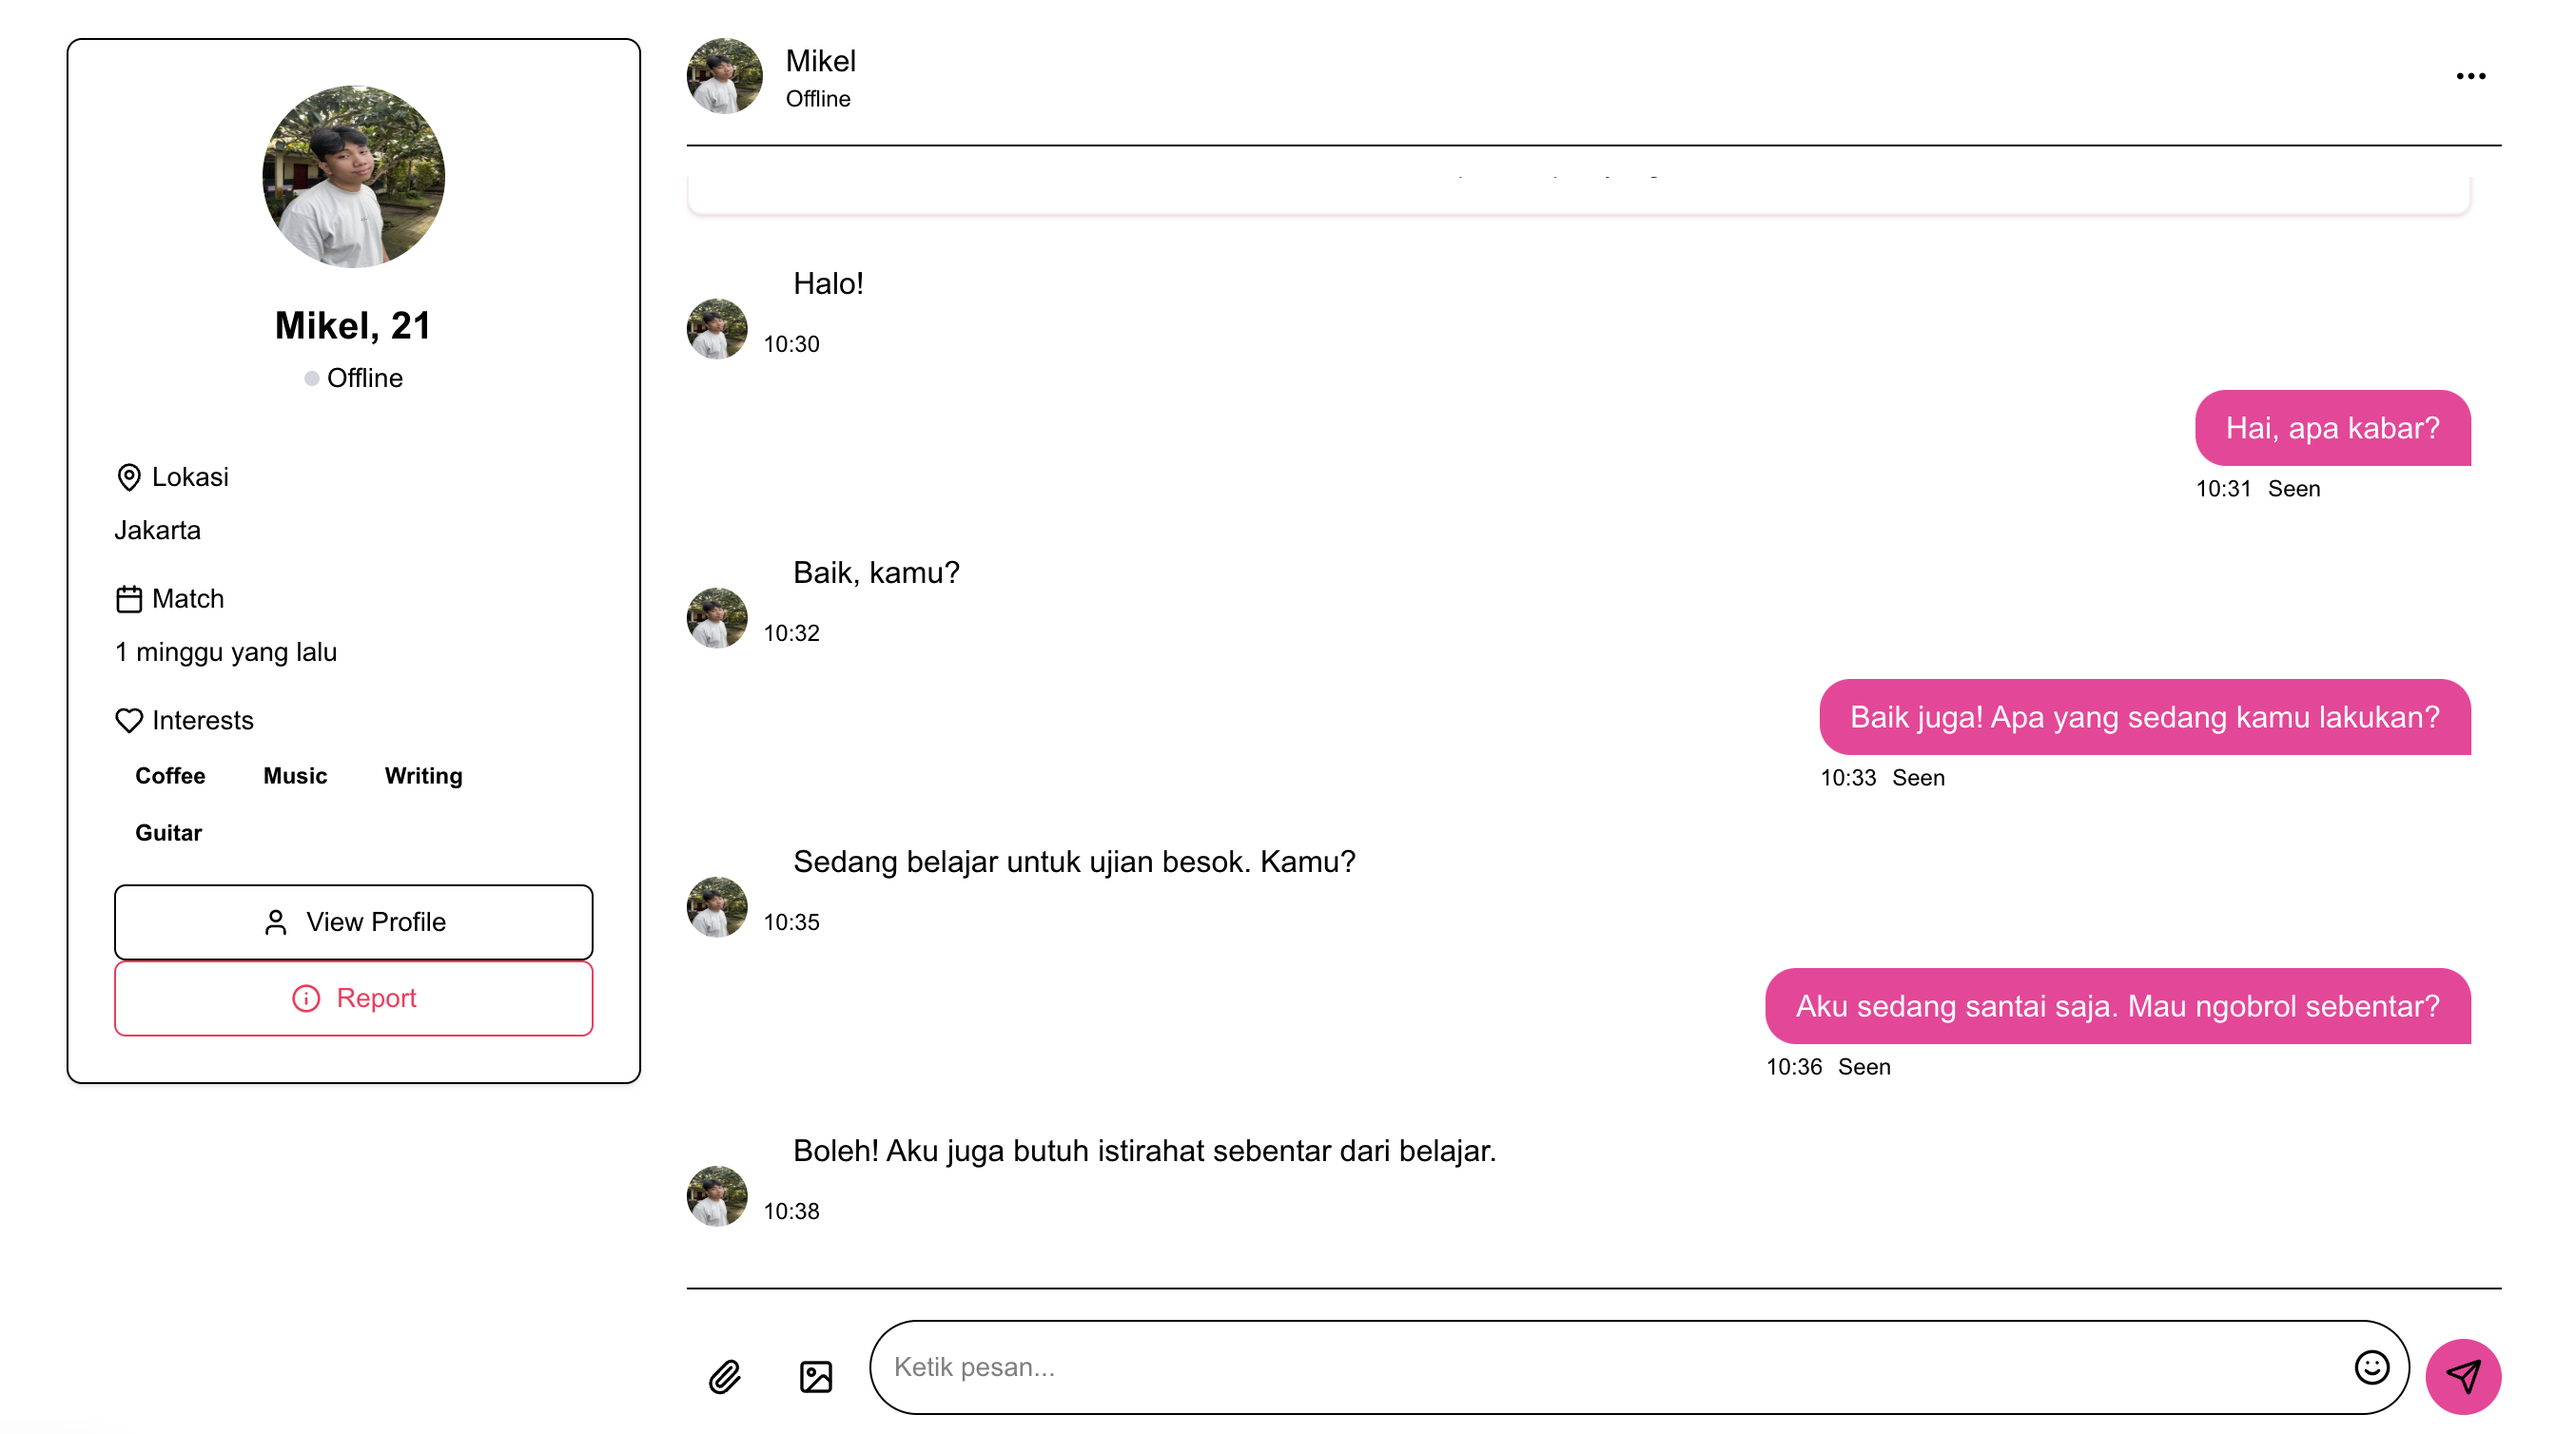 Mikel, 21
Offline
Lokasi
Jakarta
Match
1 minggu yang lalu
Interests
Coffee Music Writing
Guitar
View Profile
Report
Mikel
Offline
Halo!
10:30
Hai, apa kabar?
10:31 Seen
Baik, kamu?
10:32
Baik juga! Apa yang sedang kamu lakukan?
10:33 Seen
Sedang belajar untuk ujian besok. Kamu?
10:35
Aku sedang santai saja. Mau ngobrol sebentar?
10:36 Seen
Boleh! Aku juga butuh istirahat sebentar dari belajar.
10:38
Ketik pesan...